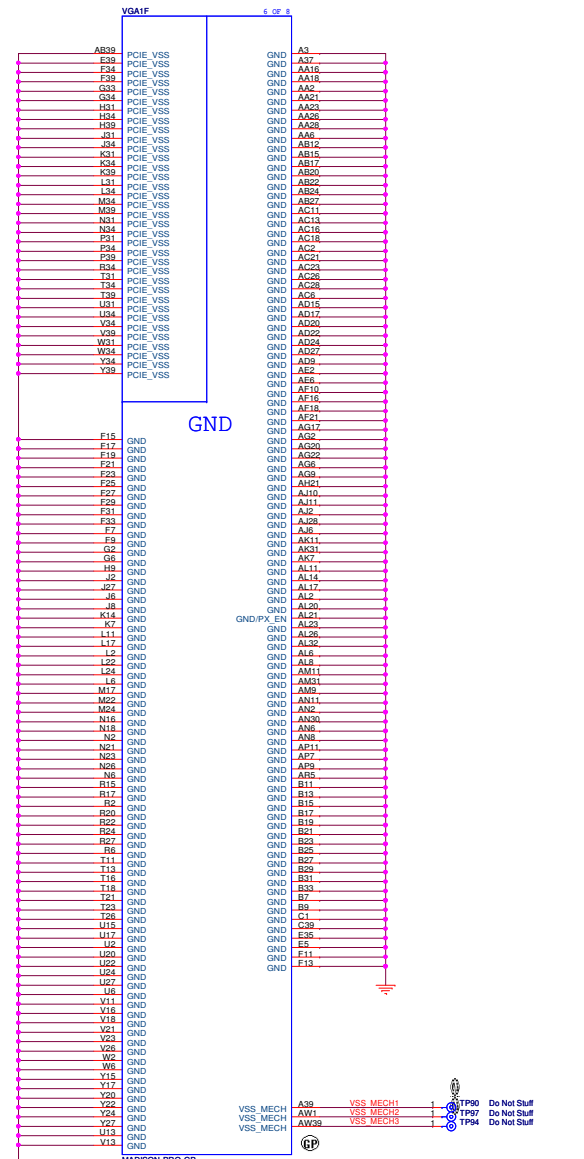 VGA1F
6 OF 8
AB39 PCIE_VSS
E39 PCIE_VSS
F34 PCIE_VSS
F39 PCIE_VSS
G33 PCIE_VSS
G34 PCIE_VSS
H31 PCIE_VSS
H34 PCIE_VSS
H39 PCIE_VSS
J31 PCIE_VSS
J34 PCIE_VSS
K31 PCIE_VSS
K34 PCIE_VSS
K39 PCIE_VSS
L31 PCIE_VSS
L34 PCIE_VSS
M34 PCIE_VSS
M39 PCIE_VSS
N31 PCIE_VSS
N34 PCIE_VSS
P31 PCIE_VSS
P34 PCIE_VSS
P39 PCIE_VSS
R34 PCIE_VSS
T31 PCIE_VSS
T34 PCIE_VSS
T39 PCIE_VSS
U31 PCIE_VSS
U34 PCIE_VSS
V34 PCIE_VSS
V39 PCIE_VSS
W31 PCIE_VSS
W34 PCIE_VSS
Y34 PCIE_VSS
Y39 PCIE_VSS
GND
F15 GND
F17 GND
F19 GND
F21 GND
F23 GND
F25 GND
F27 GND
F29 GND
F31 GND
F33 GND
F7 GND
F9 GND
G2 GND
G6 GND
H9 GND
J2 GND
J27 GND
J6 GND
J8 GND
K14 GND
K7 GND
L11 GND
L17 GND
L2 GND
L22 GND
L24 GND
L6 GND
M17 GND
M22 GND
M24 GND
N16 GND
N18 GND
N2 GND
N21 GND
N23 GND
N26 GND
N6 GND
R15 GND
R17 GND
R2 GND
R20 GND
R22 GND
R24 GND
R27 GND
R6 GND
T11 GND
T13 GND
T16 GND
T18 GND
T21 GND
T23 GND
T26 GND
U15 GND
U17 GND
U2 GND
U20 GND
U22 GND
U24 GND
U27 GND
U6 GND
V11 GND
V16 GND
V18 GND
V21 GND
V23 GND
V26 GND
W2 GND
W6 GND
Y15 GND
Y17 GND
Y20 GND
Y22 GND
Y24 GND
Y27 GND
U13 GND
V13 GND
GND A3
GND A37
GND AA16
GND AA18
GND AA2
GND AA21
GND AA23
GND AA26
GND AA28
GND AA6
GND AB12
GND AB15
GND AB17
GND AB20
GND AB22
GND AB24
GND AB27
GND AC11
GND AC13
GND AC16
GND AC18
GND AC2
GND AC21
GND AC23
GND AC26
GND AC28
GND AC6
GND AD15
GND AD17
GND AD20
GND AD22
GND AD24
GND AD27
GND AD9
GND AE2
GND AE6
GND AF10
GND AF16
GND AF18
GND AF21
GND AG17
GND AG2
GND AG20
GND AG22
GND AG6
GND AG9
GND AH21
GND AJ10
GND AJ11
GND AJ2
GND AJ28
GND AJ6
GND AK11
GND AK31
GND AK7
GND AL11
GND AL14
GND AL17
GND AL2
GND AL20
GND/PX_EN AL21
GND AL23
GND AL26
GND AL32
GND AL6
GND AL8
GND AM11
GND AM31
GND AM9
GND AN11
GND AN2
GND AN30
GND AN6
GND AN8
GND AP11
GND AP7
GND AP9
GND AR5
GND B11
GND B13
GND B15
GND B17
GND B19
GND B21
GND B23
GND B25
GND B27
GND B29
GND B31
GND B33
GND B7
GND B9
GND C1
GND C39
GND E35
GND E5
GND F11
GND F13
VSS_MECH A39 VSS_MECH1 1 TP90 Do Not Stuff
VSS_MECH AW1 VSS_MECH2 1 TP97 Do Not Stuff
VSS_MECH AW39 VSS_MECH3 1 TP94 Do Not Stuff
GP